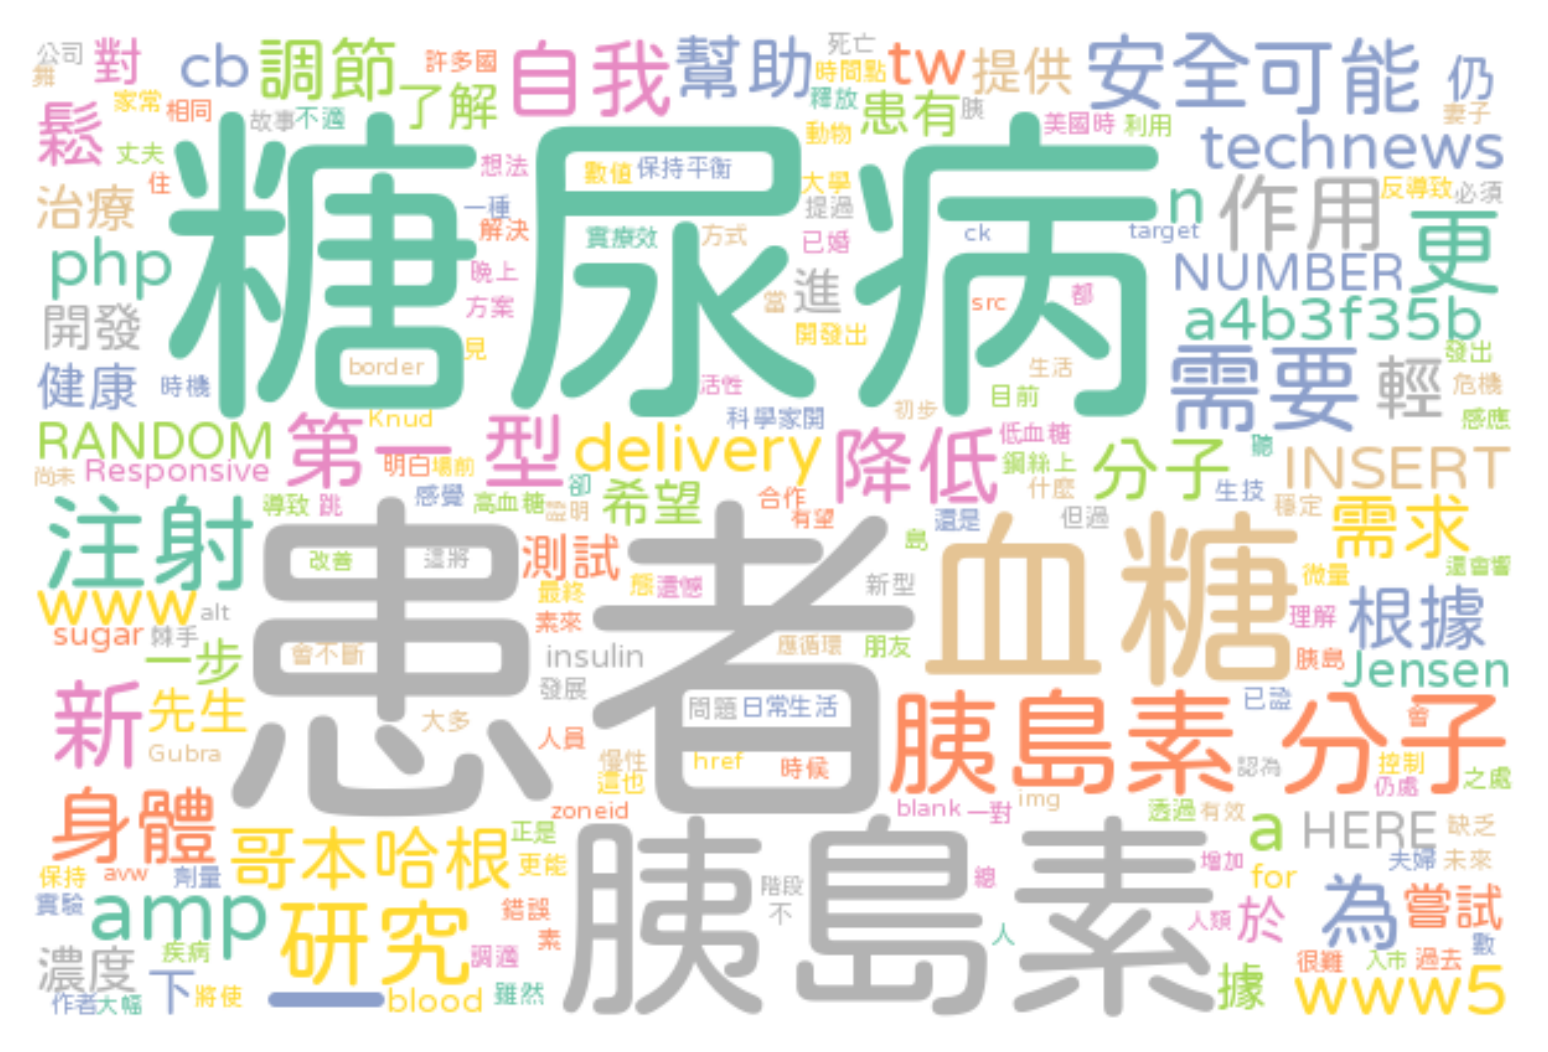 公司
對
cb
調節
許多國
自我
幫助
死亡
時間點
tw
提供
安全可能
仍
家常
相同
了解
釋放
患有
胰
妻子
鬆
故事
不適
動物
美國時
利用
technews
丈夫
糖尿病
想法
數值
保持平衡
大學
反導致
必須
治療
住
一種
提過
n
作用
更
解決
實療效
方式
已婚
ck
target
php
晚上
進
NUMBER
開發
方案
當
src
都
a4b3f35b
見
開發出
發出
健康
時機
border
活性
生活
需要
輕
危機
目前
Knud
科學家開
初步
感應
RANDOM
第一
型
delivery
降低
低血糖
聽
尚未
Responsive
明白
場前
鋼絲上
分子
INSERT
什麼
注射
導致
跳
感覺
高血糖
卻
證明
希望
合作
有望
還是
但過
生技
穩定
需求
患者
改善
這將
測試
島
血糖
還會響
www
alt
最終
態
遺憾
新型
微量
根據
sugar
棘手
素來
理解
一步
會不斷
insulin
應循環
朋友
胰島
Jensen
新
先生
發展
問題
日常生活
胰島素
已證
分子
會
大多
Gubra
人員
慢性
這也
href
時候
認為
控制
仍處
之處
身體
zoneid
blank
一對
img
透過
有效
哥本哈根
正是
更能
胰島素
a
HERE
缺乏
保持
avw
劑量
階段
不
總
增加
for
夫婦
未來
實驗
amp
研究
錯誤
素
人
人類
於
為
嘗試
濃度
疾病
調適
數
下
將使
一
blood
雖然
據
很難
入市
過去
作者
大幅
www5